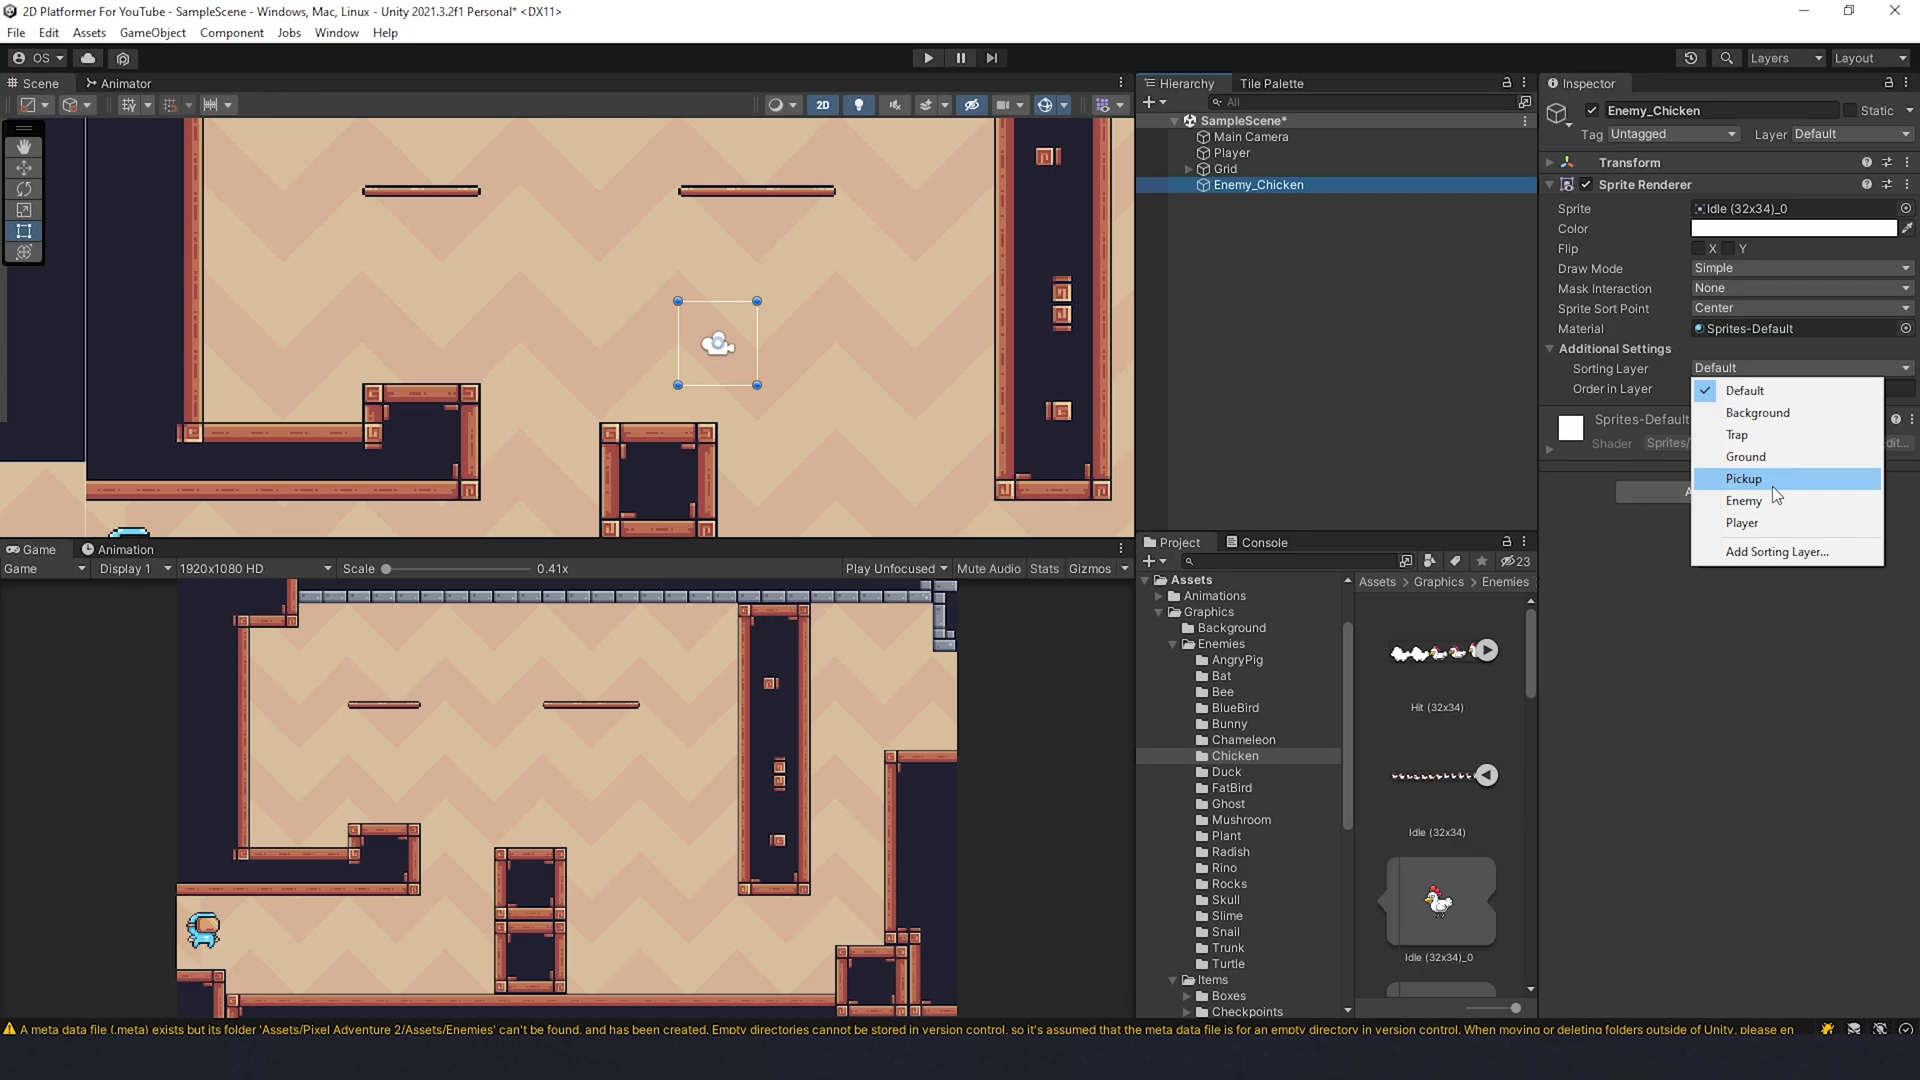 2D Platformer For YouTube - SampleScene - Windows, Mac, Linux - Unity 2021.3.2f1 Personal* <DX11>
File Edit Assets GameObject Component Jobs Window Help
OS
Layers
Layout
Scene
Animator
2D
Hierarchy
Tile Palette
All
SampleScene*
Main Camera
Player
Grid
Enemy_Chicken
Inspector
Enemy_Chicken
Static
Tag Untagged
Layer Default
Transform
Sprite Renderer
Sprite Idle (32x34)_0
Color
Flip X Y
Draw Mode Simple
Mask Interaction None
Sprite Sort Point Center
Material Sprites-Default
Additional Settings
Sorting Layer Default
Order in Layer
Default
Background
Trap
Ground
Pickup
Enemy
Player
Add Sorting Layer...
Sprites-Default
Shader Sprites/
Edit...
A
Game
Animation
Game Display 1 1920x1080 HD Scale 0.41x Play Unfocused Mute Audio Stats Gizmos
Project
Console
23
Assets
Animations
Graphics
Background
Enemies
AngryPig
Bat
Bee
BlueBird
Bunny
Chameleon
Chicken
Duck
FatBird
Ghost
Mushroom
Plant
Radish
Rino
Rocks
Skull
Slime
Snail
Trunk
Turtle
Items
Boxes
Checkpoints
Assets > Graphics > Enemies
Hit (32x34)
Idle (32x34)
Idle (32x34)_0
A meta data file (.meta) exists but its folder 'Assets/Pixel Adventure 2/Assets/Enemies' can't be found, and has been created. Empty directories cannot be stored in version control, so it's assumed that the meta data file is for an empty directory in version control. When moving or deleting folders outside of Unity, please en